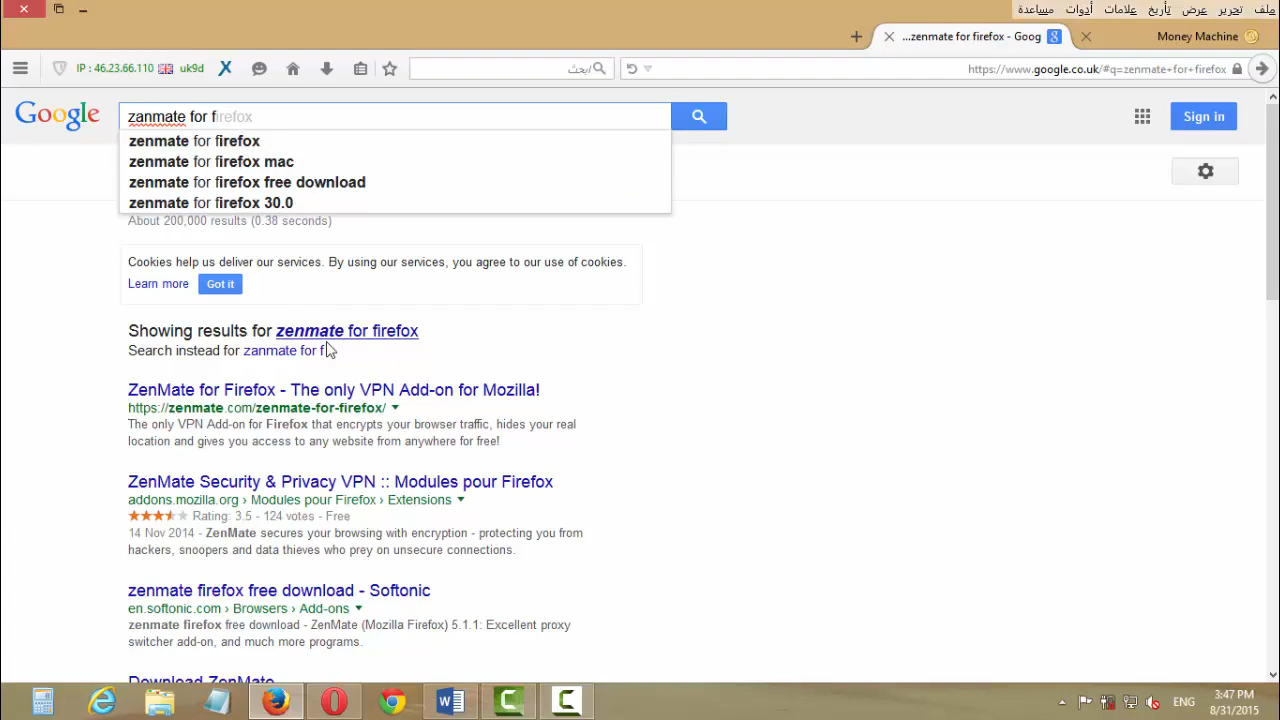 ملف تحرير عرض تأريخ علامات أدوات مساعدة
...zenmate for firefox - Goog
Money Machine
IP : 46.23.66.110 uk9d
ابحث
https://www.google.co.uk/#q=zenmate+for+firefox
Google
zanmate for firefox
Sign in
zenmate for firefox
zenmate for firefox mac
zenmate for firefox free download
zenmate for firefox 30.0
About 200,000 results (0.38 seconds)
Cookies help us deliver our services. By using our services, you agree to our use of cookies.
Learn more Got it
Showing results for zenmate for firefox
Search instead for zanmate for f
ZenMate for Firefox - The only VPN Add-on for Mozilla!
https://zenmate.com/zenmate-for-firefox/
The only VPN Add-on for Firefox that encrypts your browser traffic, hides your real
location and gives you access to any website from anywhere for free!
ZenMate Security & Privacy VPN :: Modules pour Firefox
addons.mozilla.org › Modules pour Firefox › Extensions
Rating: 3.5 - 124 votes - Free
14 Nov 2014 - ZenMate secures your browsing with encryption - protecting you from
hackers, snoopers and data thieves who prey on unsecure connections.
zenmate firefox free download - Softonic
en.softonic.com › Browsers › Add-ons
zenmate firefox free download - ZenMate (Mozilla Firefox) 5.1.1: Excellent proxy
switcher add-on, and much more programs.
Download ZenMate
ENG
3:47 PM
8/31/2015